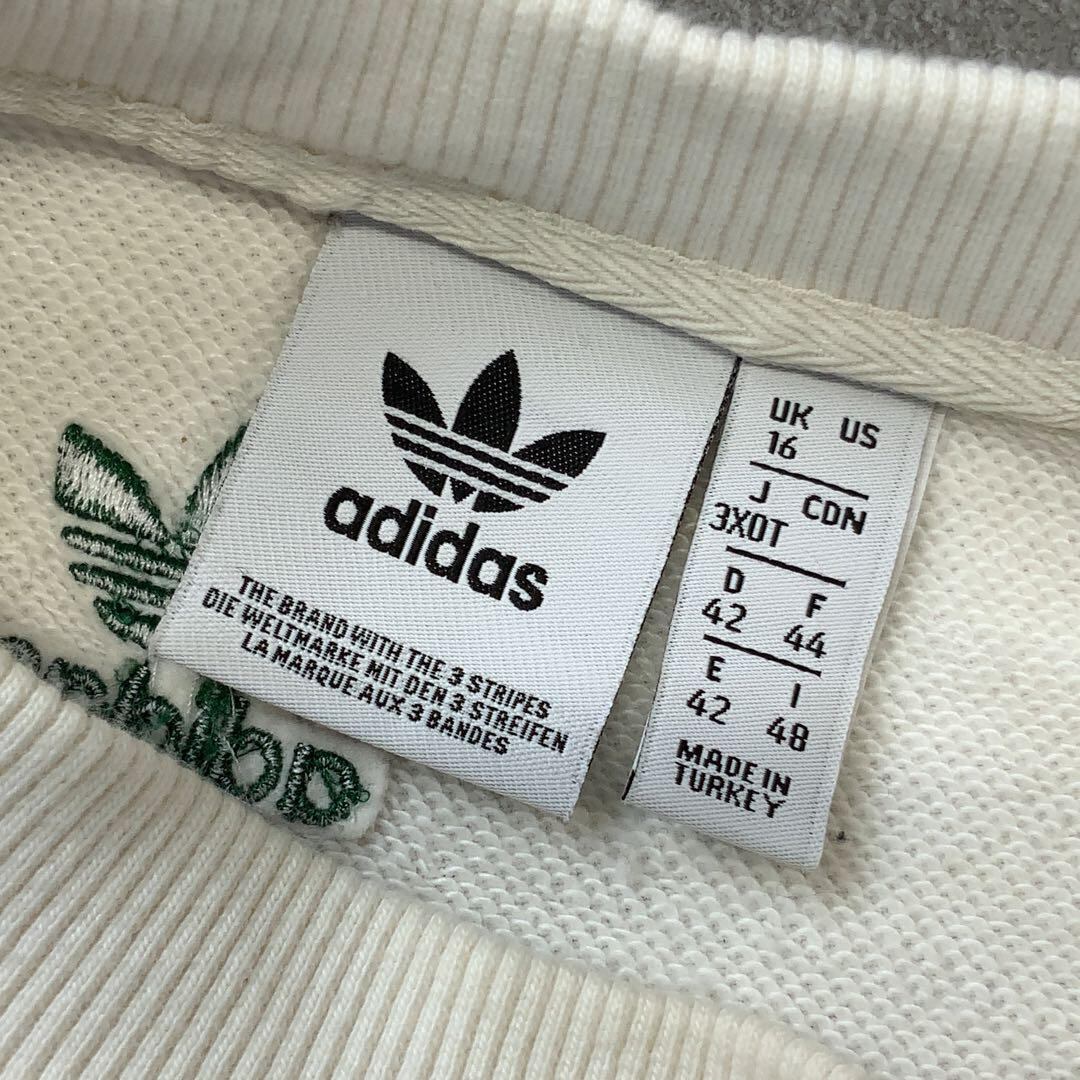 adidas
THE BRAND WITH THE 3 STRIPES
DIE WELTMARKE MIT DEN 3 STREIFEN
LA MARQUE AUX 3 BANDES
UK US
16
J CDN
3XOT
D F
42 44
E I
42 48
MADE IN
TURKEY